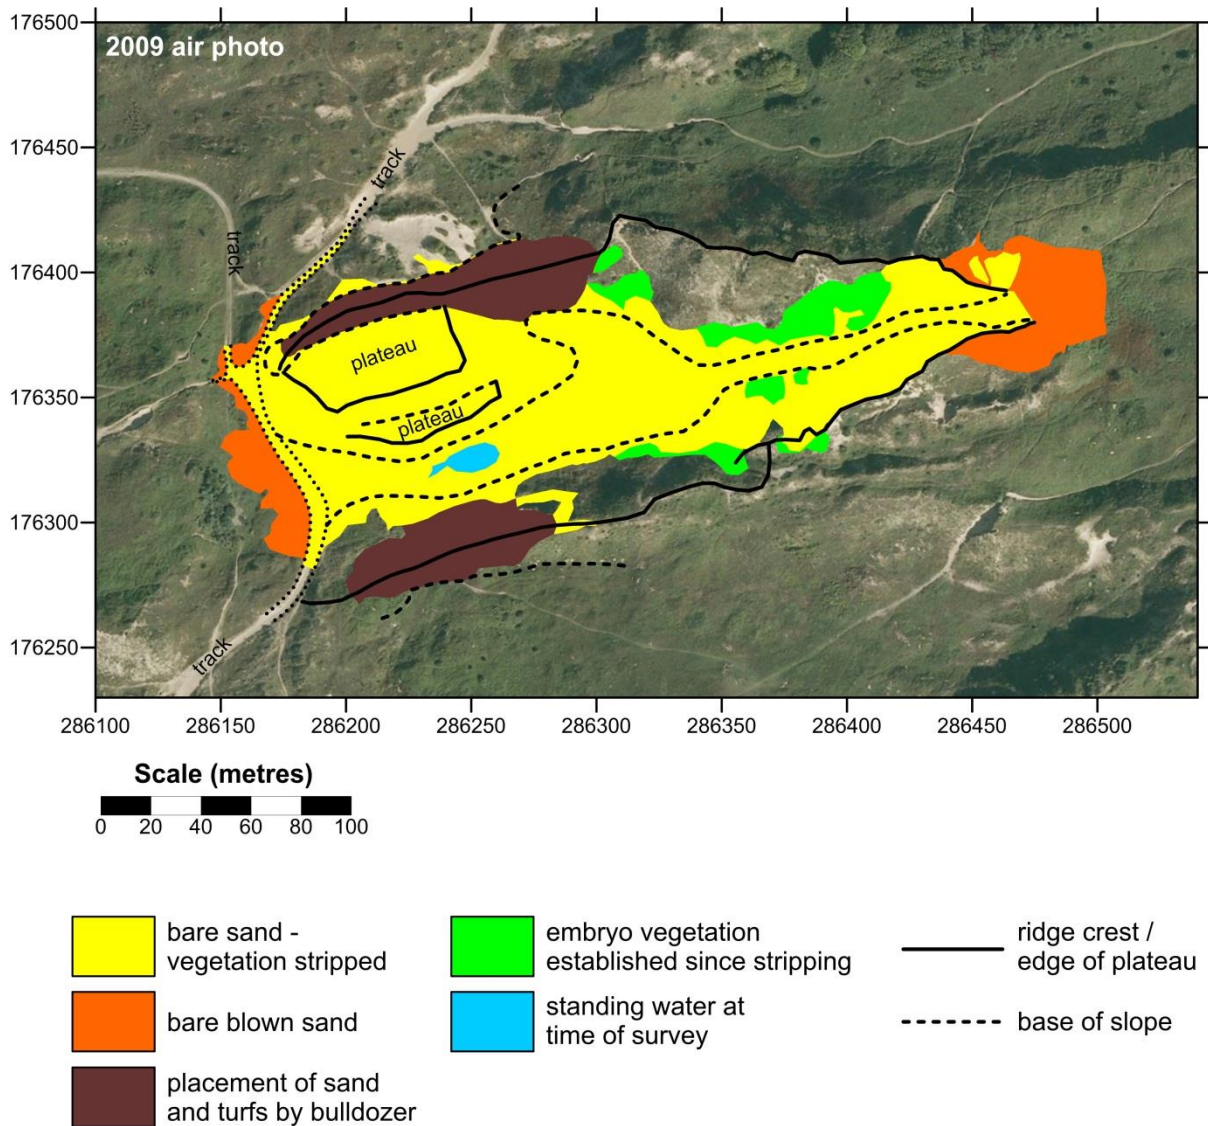 2009 air photo
176500
176450
176400
176350
176300
176250
track
track
plateau
plateau
track
286100 286150 286200 286250 286300 286350 286400 286450 286500
Scale (metres)
0 20 40 60 80 100
bare sand -
vegetation stripped
bare blown sand
placement of sand
and turfs by bulldozer
embryo vegetation
established since stripping
standing water at
time of survey
ridge crest /
edge of plateau
base of slope